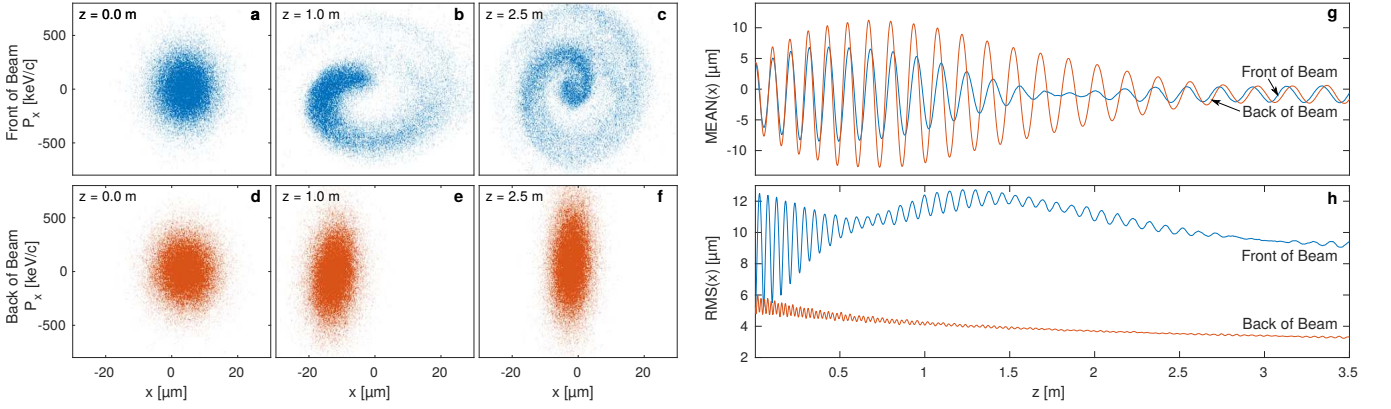 z = 0.0 m
a
z = 1.0 m
b
z = 2.5 m
c
500
0
-500
Front of Beam
P_x [keV/c]
z = 0.0 m
d
z = 1.0 m
e
z = 2.5 m
f
500
0
-500
Back of Beam
P_x [keV/c]
-20 0 20
-20 0 20
-20 0 20
x [μm]
x [μm]
x [μm]
g
10
5
0
-5
-10
MEAN(x) [μm]
Front of Beam
Back of Beam
h
12
10
8
6
4
2
RMS(x) [μm]
Front of Beam
Back of Beam
0.5 1 1.5 2 2.5 3 3.5
z [m]